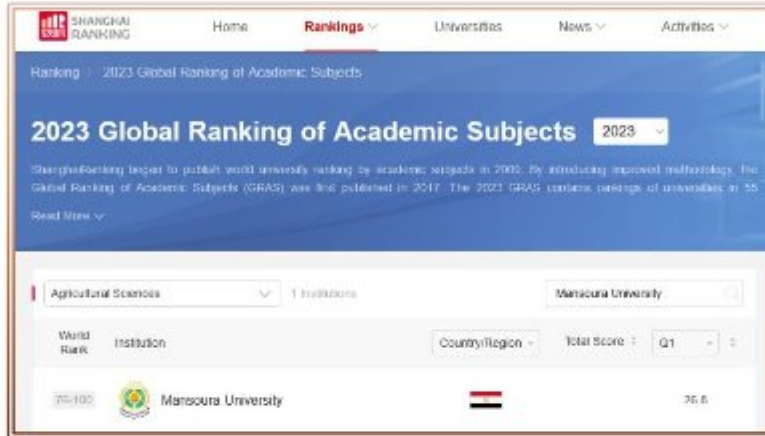 SHANGHAI
RANKING
Home
Rankings
Universities
News
Activities
Ranking
2023 Global Ranking of Academic Subjects
2023 Global Ranking of Academic Subjects
2023
ShanghaiRanking began to publish world university ranking by academic subjects in 2009. By introducing improved methodology, the
Global Ranking of Academic Subjects (GRAS) was first published in 2017. The 2023 GRAS contains rankings of universities in 55
Read More
Agricultural Sciences
1 Institutions
Mansoura University
World
Rank
Institution
Country/Region
Total Score
Q1
76-100
Mansoura University